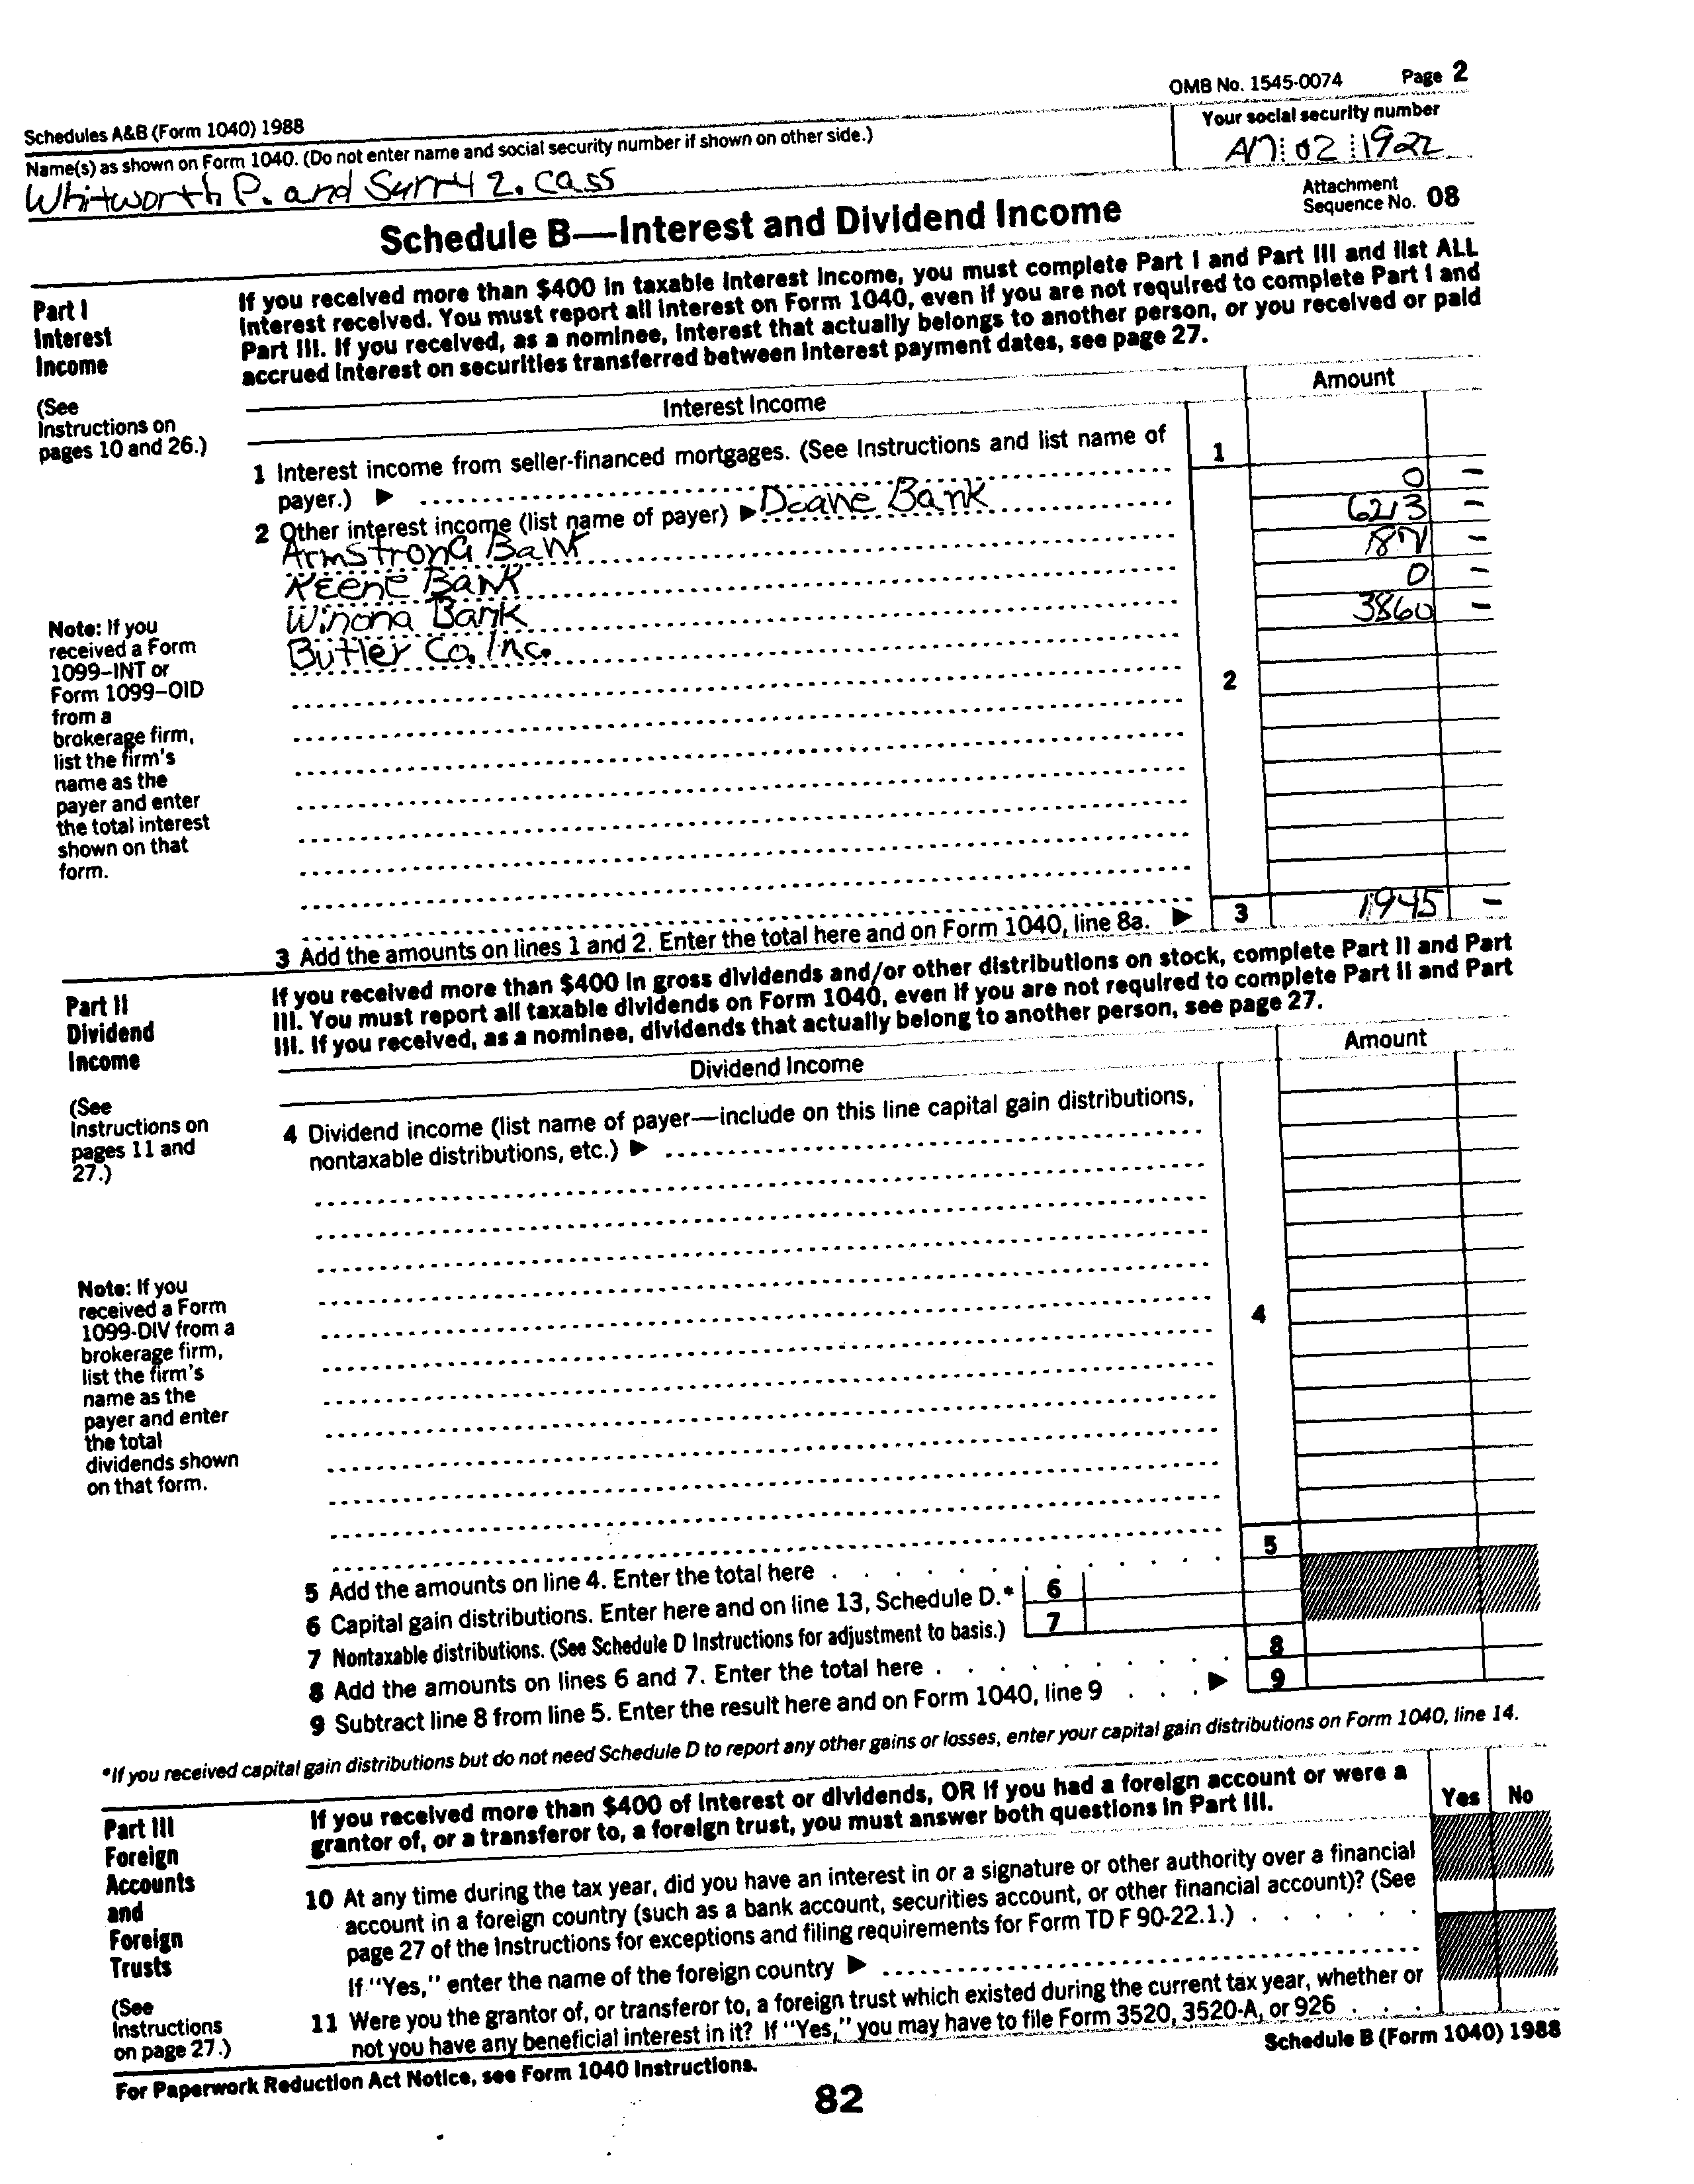 OMB No. 1545-0074 Page 2
Schedules A&B (Form 1040) 1988
Name(s) as shown on Form 1040. (Do not enter name and social security number if shown on other side.)
Your social security number
Whitworth P. and Surry Z. Cass
02 1922
Attachment
Sequence No. 08
Schedule B—Interest and Dividend Income
Part I
Interest
Income
(See
Instructions on
pages 10 and 26.)
If you received more than $400 in taxable interest income, you must complete Part I and Part III and list ALL
interest received. You must report all interest on Form 1040, even if you are not required to complete Part I and
Part III. If you received, as a nominee, interest that actually belongs to another person, or you received or paid
accrued interest on securities transferred between interest payment dates, see page 27.
Interest Income
Amount
1 Interest income from seller-financed mortgages. (See Instructions and list name of
payer.) ▶
1
2 Other interest income (list name of payer) ▶ Doane Bank
0 –
Armstrong Bank
6213 –
Keene Bank
–
Winona Bank
0 –
Butler Co. Inc.
3860 –
2
Note: If you
received a Form
1099–INT or
Form 1099–OID
from a
brokerage firm,
list the firm's
name as the
payer and enter
the total interest
shown on that
form.
3 Add the amounts on lines 1 and 2. Enter the total here and on Form 1040, line 8a. ▶
3 1945 –
Part II
Dividend
Income
(See
Instructions on
pages 11 and
27.)
If you received more than $400 in gross dividends and/or other distributions on stock, complete Part II and Part
III. You must report all taxable dividends on Form 1040, even if you are not required to complete Part II and Part
III. If you received, as a nominee, dividends that actually belong to another person, see page 27.
Dividend Income
Amount
4 Dividend income (list name of payer—include on this line capital gain distributions,
nontaxable distributions, etc.) ▶
4
Note: If you
received a Form
1099-DIV from a
brokerage firm,
list the firm's
name as the
payer and enter
the total
dividends shown
on that form.
5 Add the amounts on line 4. Enter the total here . . . . . . . . . . . 5
6 Capital gain distributions. Enter here and on line 13, Schedule D.* 6
7 Nontaxable distributions. (See Schedule D Instructions for adjustment to basis.) 7
8 Add the amounts on lines 6 and 7. Enter the total here . . . . . . . . . 8
9 Subtract line 8 from line 5. Enter the result here and on Form 1040, line 9 . . . ▶ 9
*If you received capital gain distributions but do not need Schedule D to report any other gains or losses, enter your capital gain distributions on Form 1040, line 14.
Part III
Foreign
Accounts
and
Foreign
Trusts
(See
Instructions
on page 27.)
If you received more than $400 of interest or dividends, OR if you had a foreign account or were a
grantor of, or a transferor to, a foreign trust, you must answer both questions in Part III.
Yes No
10 At any time during the tax year, did you have an interest in or a signature or other authority over a financial
account in a foreign country (such as a bank account, securities account, or other financial account)? (See
page 27 of the Instructions for exceptions and filing requirements for Form TD F 90-22.1.) . . . . . .
If "Yes," enter the name of the foreign country ▶
11 Were you the grantor of, or transferor to, a foreign trust which existed during the current tax year, whether or
not you have any beneficial interest in it? If "Yes," you may have to file Form 3520, 3520-A, or 926 . . .
For Paperwork Reduction Act Notice, see Form 1040 Instructions.
Schedule B (Form 1040) 1988
82